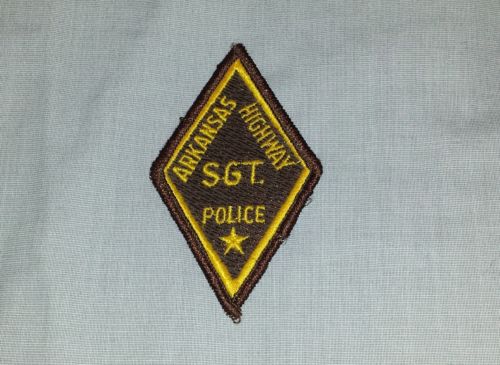 ARKANSAS
HIGHWAY
SGT.
POLICE